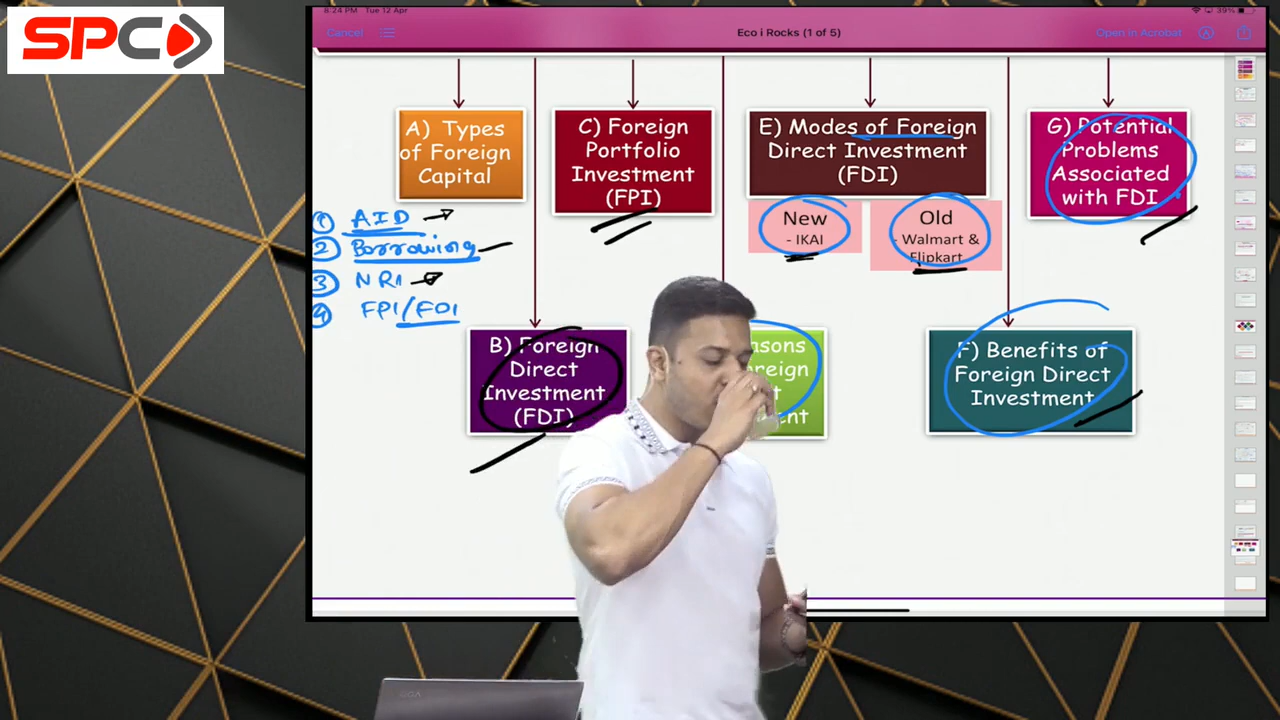 SPC
8:24 PM Tue 12 Apr
39%
Cancel
Eco i Rocks (1 of 5)
Open in Acrobat
A) Types
of Foreign
Capital
C) Foreign
Portfolio
Investment
(FPI)
E) Modes of Foreign
Direct Investment
(FDI)
G) Potential
Problems
Associated
with FDI
New
- IKAI
Old
- Walmart &
Flipkart
① AID
② Borrowing
③ NRI
④ FPI/FDI
B) Foreign
Direct
Investment
(FDI)
F) Benefits of
Foreign Direct
Investment